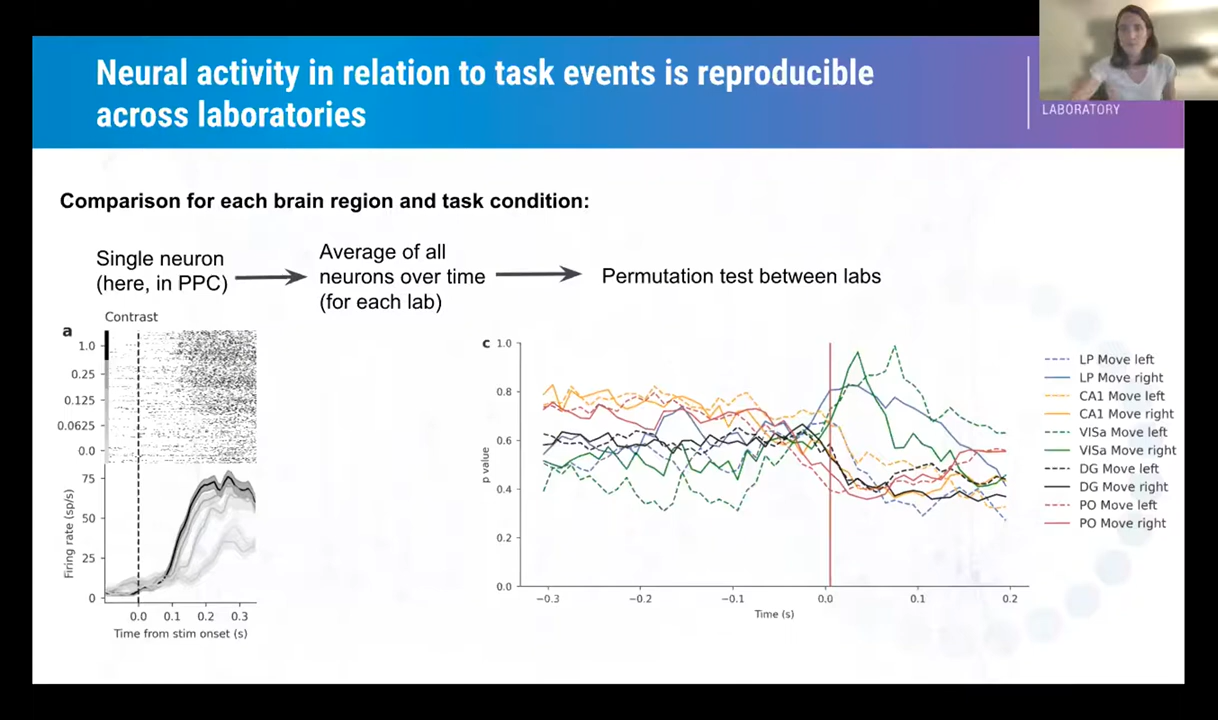 Neural activity in relation to task events is reproducible
across laboratories
LABORATORY
Comparison for each brain region and task condition:
Single neuron
(here, in PPC)
Average of all
neurons over time
(for each lab)
Permutation test between labs
a
Contrast
1.0
0.25
0.125
0.0625
0.0
75
50
25
0
Firing rate (sp/s)
0.0 0.1 0.2 0.3
Time from stim onset (s)
c
1.0
0.8
0.6
0.4
0.2
0.0
p value
−0.3 −0.2 −0.1 0.0 0.1 0.2
Time (s)
LP Move left
LP Move right
CA1 Move left
CA1 Move right
VISa Move left
VISa Move right
DG Move left
DG Move right
PO Move left
PO Move right